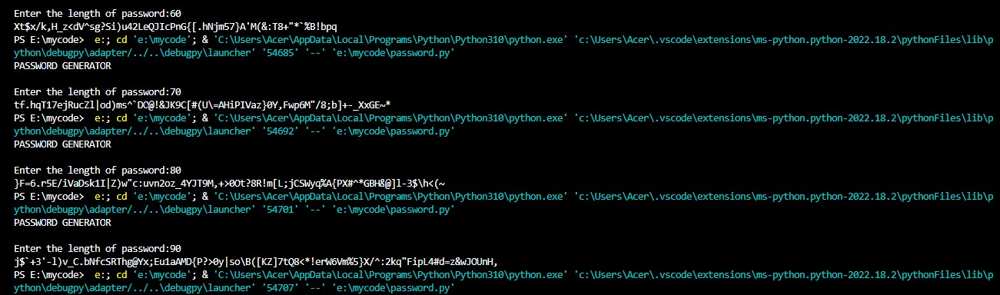 Enter the length of password:60
Xt$x/k,H_z<dV^sg?Si)u42LeQJIcPnG{[.hNjm57}A'M(&:T8+"*`%B!bpq
PS E:\mycode>  e:; cd 'e:\mycode'; & 'C:\Users\Acer\AppData\Local\Programs\Python\Python310\python.exe' 'c:\Users\Acer\.vscode\extensions\ms-python.python-2022.18.2\pythonFiles\lib\p
ython\debugpy\adapter/../..\debugpy\launcher' '54685' '--' 'e:\mycode\password.py'
PASSWORD GENERATOR
Enter the length of password:70
tf.hqT17ejRucZl|od)ms^`DC@!&JK9C[#(U\=AHiPIVaz}0Y,Fwp6M"/8;b]+-_XxGE~*
PS E:\mycode>  e:; cd 'e:\mycode'; & 'C:\Users\Acer\AppData\Local\Programs\Python\Python310\python.exe' 'c:\Users\Acer\.vscode\extensions\ms-python.python-2022.18.2\pythonFiles\lib\p
ython\debugpy\adapter/../..\debugpy\launcher' '54692' '--' 'e:\mycode\password.py'
PASSWORD GENERATOR
Enter the length of password:80
}F=6.r5E/iVaDsk1I|Z)w"c:uvn2oz_4YJT9M,+>0Ot?8R!m[L;jCSWyq%A{PX#^*GBH&@]l-3$\h<(~
PS E:\mycode>  e:; cd 'e:\mycode'; & 'C:\Users\Acer\AppData\Local\Programs\Python\Python310\python.exe' 'c:\Users\Acer\.vscode\extensions\ms-python.python-2022.18.2\pythonFiles\lib\p
ython\debugpy\adapter/../..\debugpy\launcher' '54701' '--' 'e:\mycode\password.py'
PASSWORD GENERATOR
Enter the length of password:90
j$`+3'-l)v_C.bNfcSRThg@Yx;Eu1aAMD{P?>0y|so\B([KZ]7tQ8<*!erW6Vm%5}X/^:2kq"FipL4#d=z&wJOUnH,
PS E:\mycode>  e:; cd 'e:\mycode'; & 'C:\Users\Acer\AppData\Local\Programs\Python\Python310\python.exe' 'c:\Users\Acer\.vscode\extensions\ms-python.python-2022.18.2\pythonFiles\lib\p
ython\debugpy\adapter/../..\debugpy\launcher' '54707' '--' 'e:\mycode\password.py'